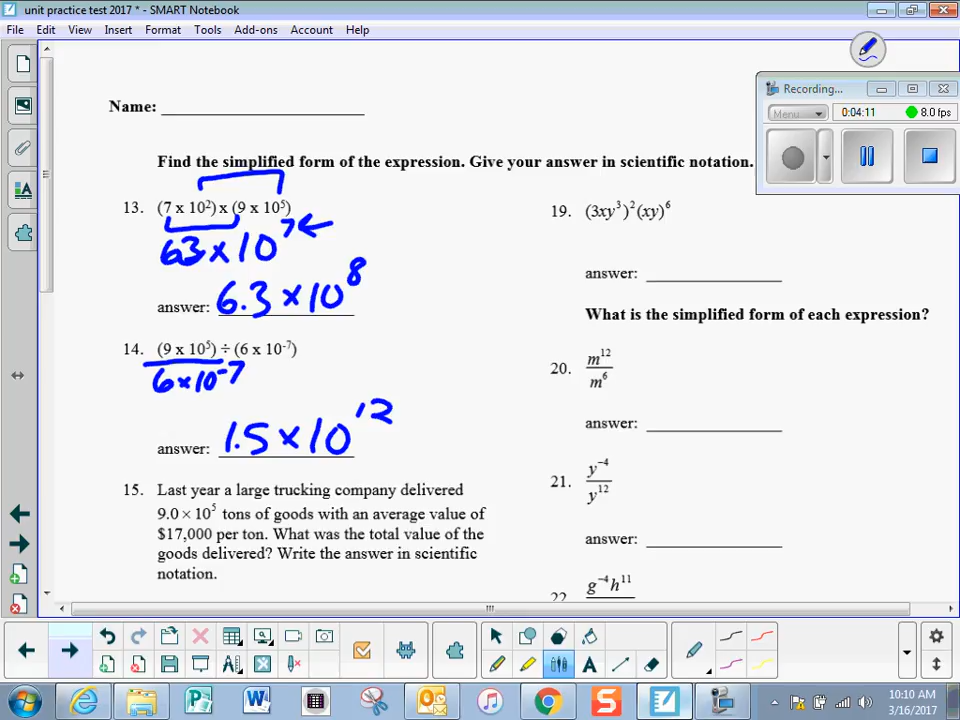 unit practice test 2017 * - SMART Notebook
File Edit View Insert Format Tools Add-ons Account Help
Recording...
Menu 0:04:11 8.0 fps
Name: ____________
Find the simplified form of the expression. Give your answer in scientific notation.
13. (7 x 10²) x (9 x 10⁵)
63 x 10⁷ ←
answer: 6.3 x 10⁸
14. (9 x 10⁵) ÷ (6 x 10⁻⁷)
6 x 10⁻⁷
answer: 1.5 x 10¹²
15. Last year a large trucking company delivered
9.0 × 10⁵ tons of goods with an average value of
$17,000 per ton. What was the total value of the
goods delivered? Write the answer in scientific
notation.
19. (3xy³)²(xy)⁶
answer: ____________
What is the simplified form of each expression?
20. m¹²
m⁶
answer: ____________
21. y⁻⁴
y¹²
answer: ____________
22 g⁻⁴h¹¹
10:10 AM
3/16/2017